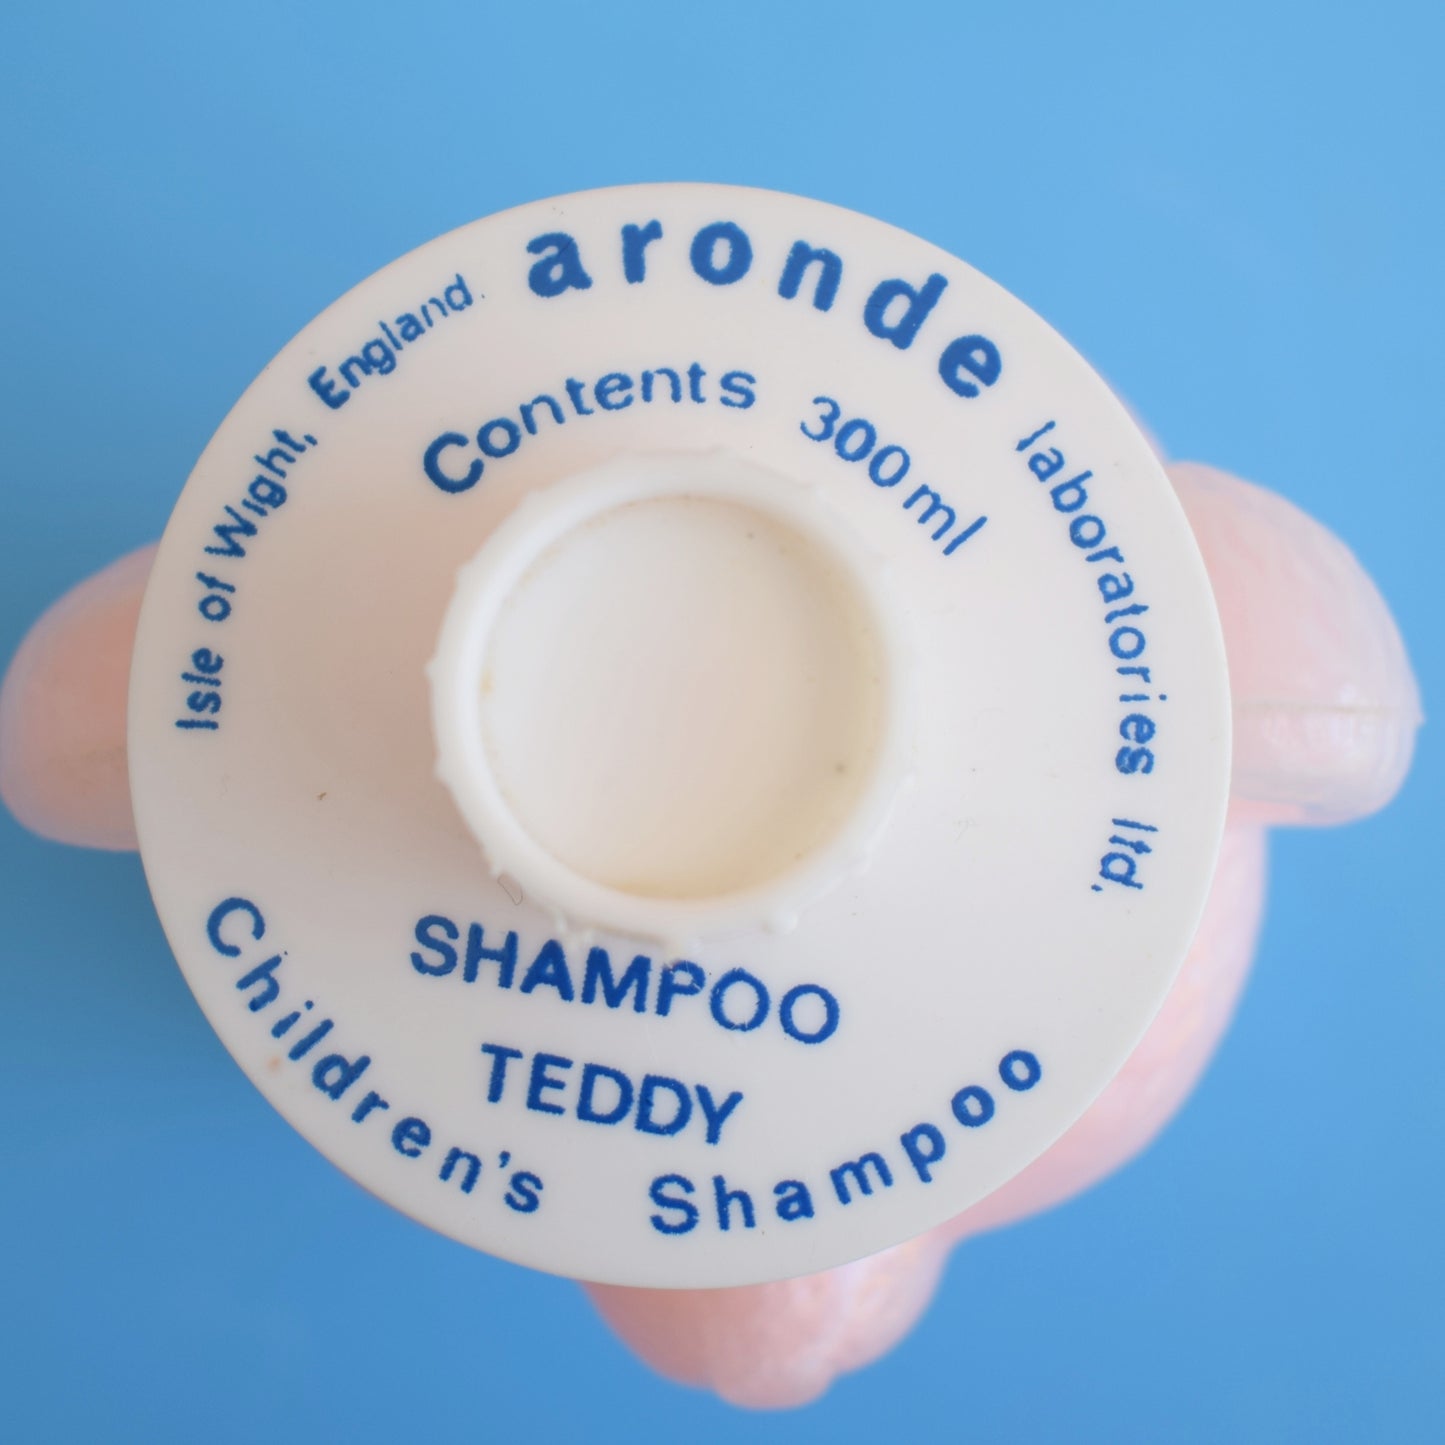 Isle of Wight, England. aronde laboratories ltd.
Contents 300ml
SHAMPOO
TEDDY
Children's Shampoo